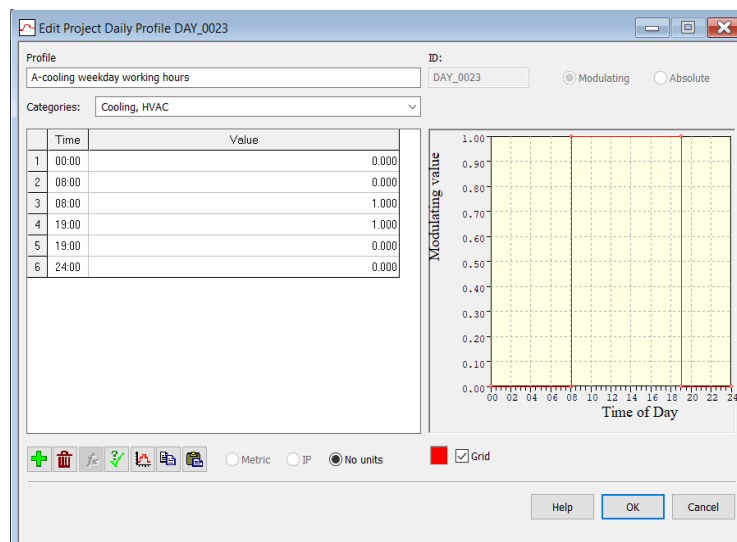 Edit Project Daily Profile DAY_0023
Profile
ID:
A-cooling weekday working hours
DAY_0023
Modulating
Absolute
Categories:
Cooling, HVAC
Time Value
1 00:00 0.000
2 08:00 0.000
3 08:00 1.000
4 19:00 1.000
5 19:00 0.000
6 24:00 0.000
Modulating value
1.00
0.90
0.80
0.70
0.60
0.50
0.40
0.30
0.20
0.10
0.00
00 02 04 06 08 10 12 14 16 18 20 22 24
Time of Day
Metric
IP
No units
Grid
Help
OK
Cancel